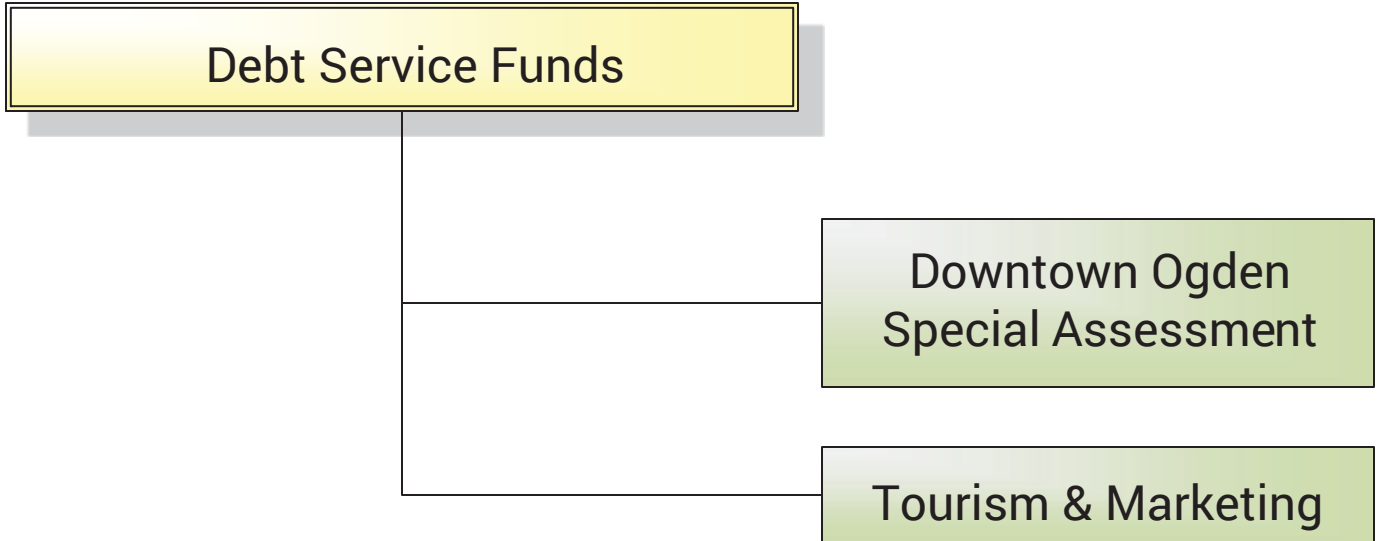 Debt Service Funds
Downtown Ogden
Special Assessment
Tourism & Marketing